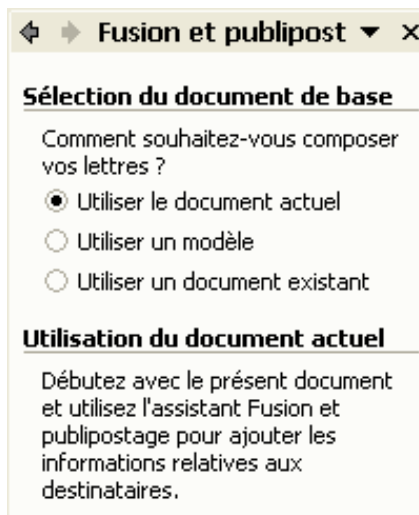 Fusion et publipost
Sélection du document de base
Comment souhaitez-vous composer
vos lettres ?
Utiliser le document actuel
Utiliser un modèle
Utiliser un document existant
Utilisation du document actuel
Débutez avec le présent document
et utilisez l'assistant Fusion et
publipostage pour ajouter les
informations relatives aux
destinataires.